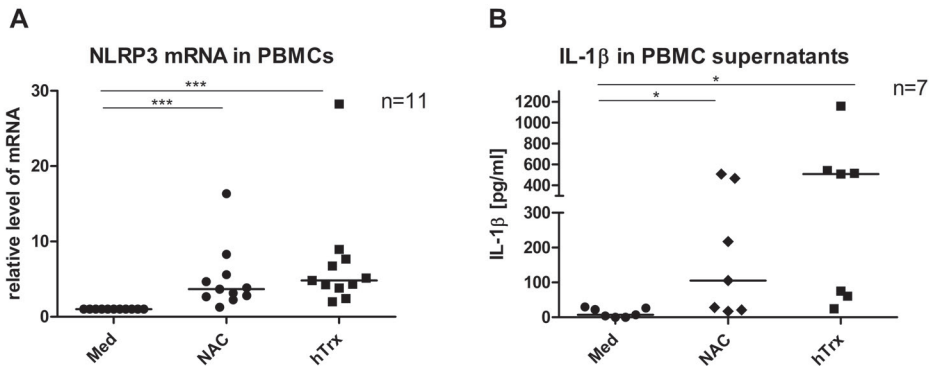 A
NLRP3 mRNA in PBMCs
***
***
n=11
30
20
10
0
relative level of mRNA
Med
NAC
hTrx
B
IL-1β in PBMC supernatants
*
*
n=7
1200
1000
800
600
400
300
200
100
0
IL-1β [pg/ml]
Med
NAC
hTrx